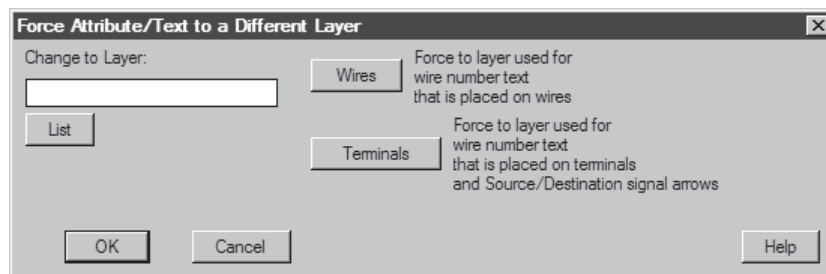 Force Attribute/Text to a Different Layer
Change to Layer:
List
Wires
Force to layer used for
wire number text
that is placed on wires
Terminals
Force to layer used for
wire number text
that is placed on terminals
and Source/Destination signal arrows
OK
Cancel
Help